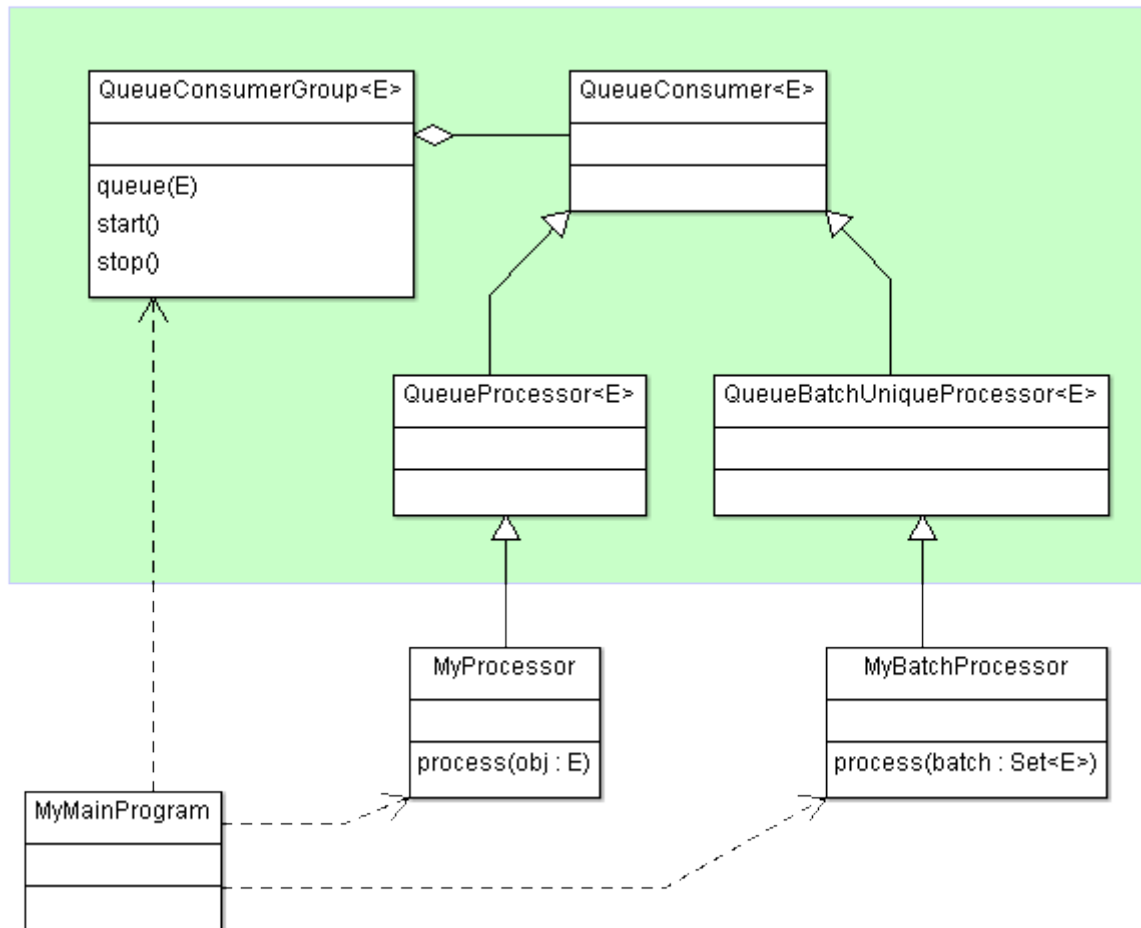 QueueConsumerGroup<E>
queue(E)
start()
stop()
QueueConsumer<E>
QueueProcessor<E>
QueueBatchUniqueProcessor<E>
MyProcessor
process(obj : E)
MyBatchProcessor
process(batch : Set<E>)
MyMainProgram